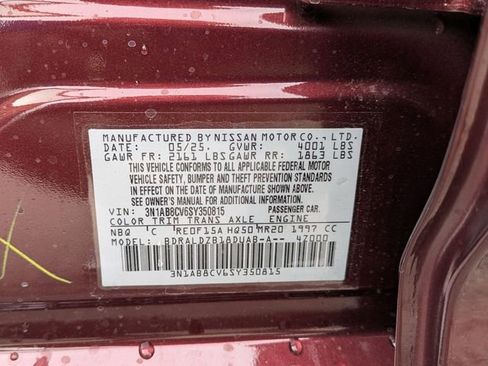 MANUFACTURED BY NISSAN MOTOR CO., LTD.
DATE: 05/25. GVWR: 4001 LBS
GAWR FR: 2161 LBS GAWR RR: 1863 LBS
THIS VEHICLE CONFORMS TO ALL APPLICABLE FEDERAL MOTOR
VEHICLE SAFETY, BUMPER AND THEFT PREVENTION STANDARDS
IN EFFECT ON THE DATE OF MANUFACTURE SHOWN ABOVE.
SEE OWNER'S MANUAL FOR ADDITIONAL INFORMATION.
VIN: 3N1AB8CV6SY350815 PASSENGER CAR.
COLOR TRIM TRANS AXLE ENGINE
NBQ 'C RE0F15A HQ50 MR20 1997 CC
MODEL: BDRALDZB18DUAB-A-- 4Z000
3N1AB8CV6SY350815